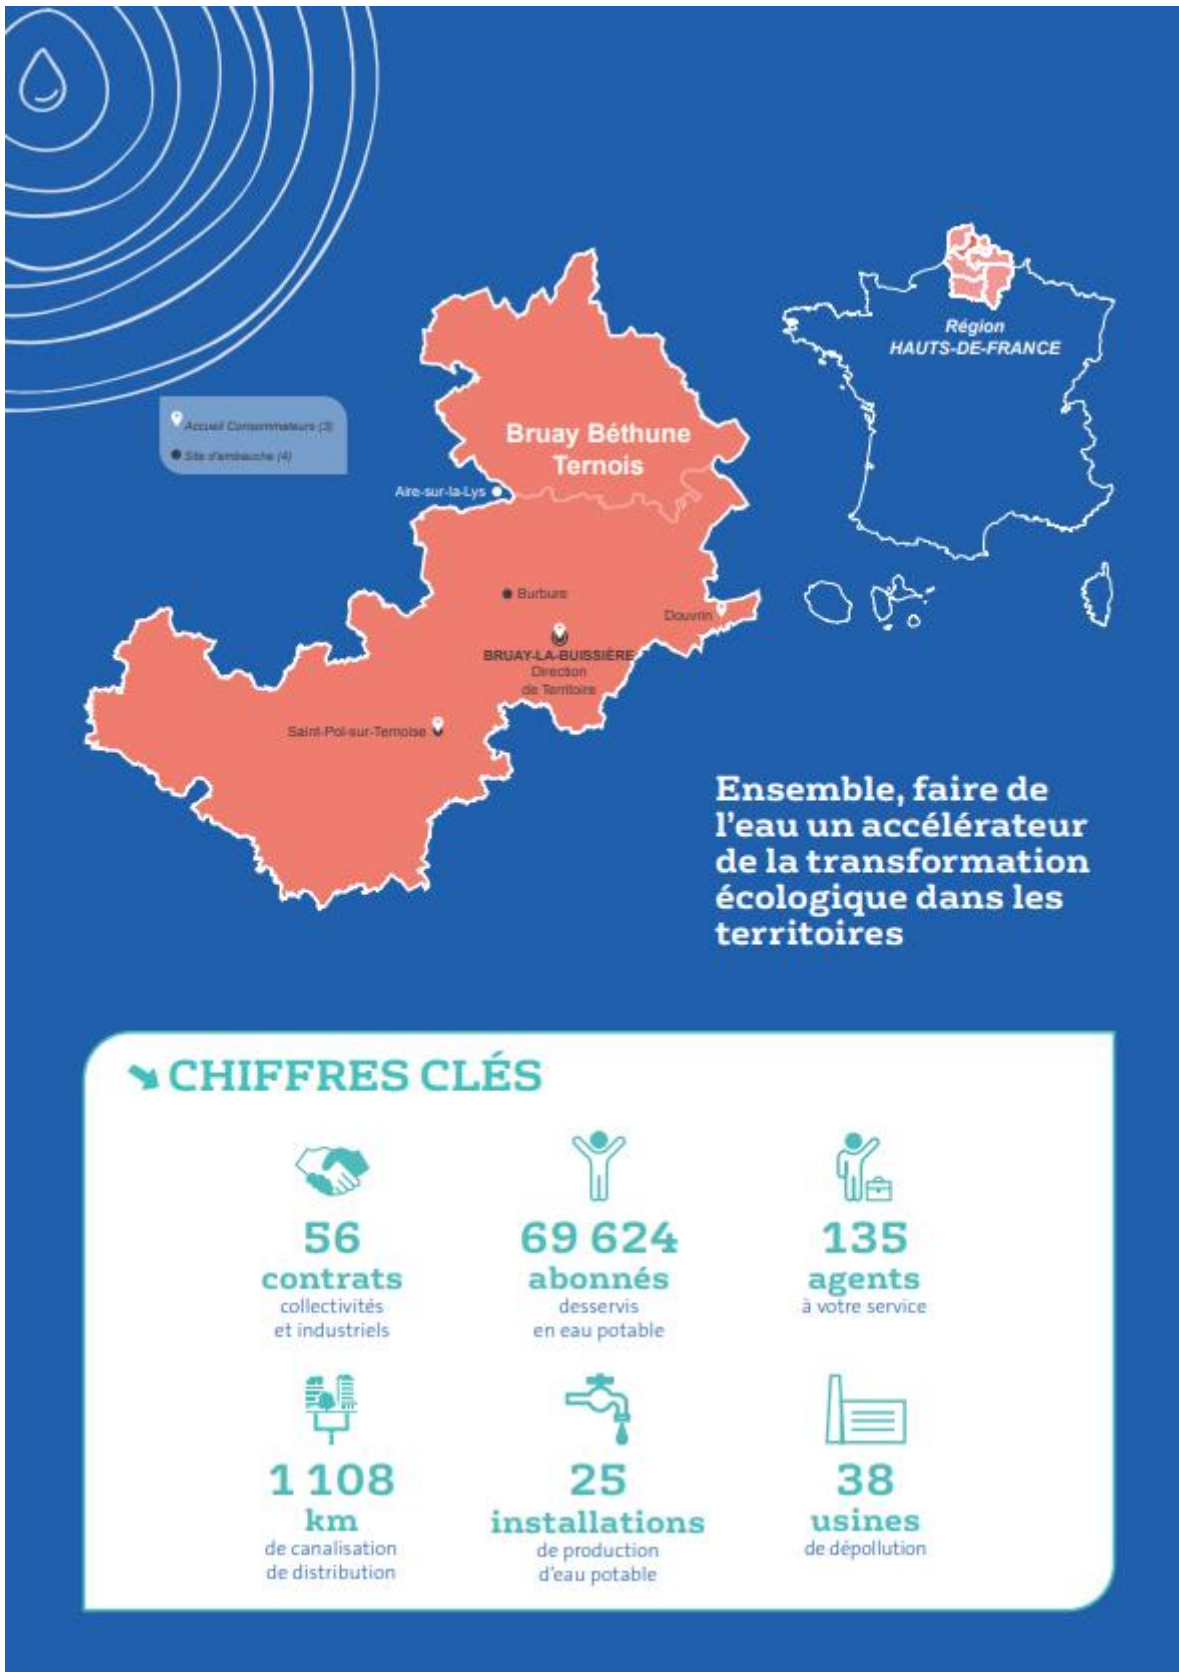 Région
HAUTS-DE-FRANCE
Bruay Béthune
Ternois
Accueil Consommateurs (3)
Site d'embauche (4)
Aire-sur-la-Lys
Burbure
Douvrin
BRUAY-LA-BUISSIÈRE
Direction
de Territoire
Saint-Pol-sur-Ternoise
Ensemble, faire de
l'eau un accélérateur
de la transformation
écologique dans les
territoires
CHIFFRES CLÉS
56
contrats
collectivités
et industriels
69 624
abonnés
desservis
en eau potable
135
agents
à votre service
1 108
km
de canalisation
de distribution
25
installations
de production
d'eau potable
38
usines
de dépollution